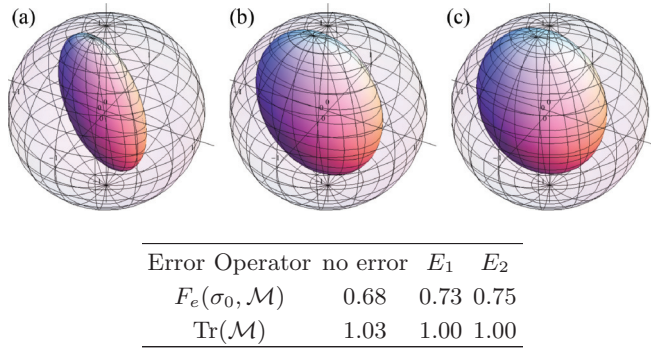 (a) (b) (c)
Error Operator no error E₁ E₂
Fₑ(σ₀, ℳ) 0.68 0.73 0.75
Tr(ℳ) 1.03 1.00 1.00